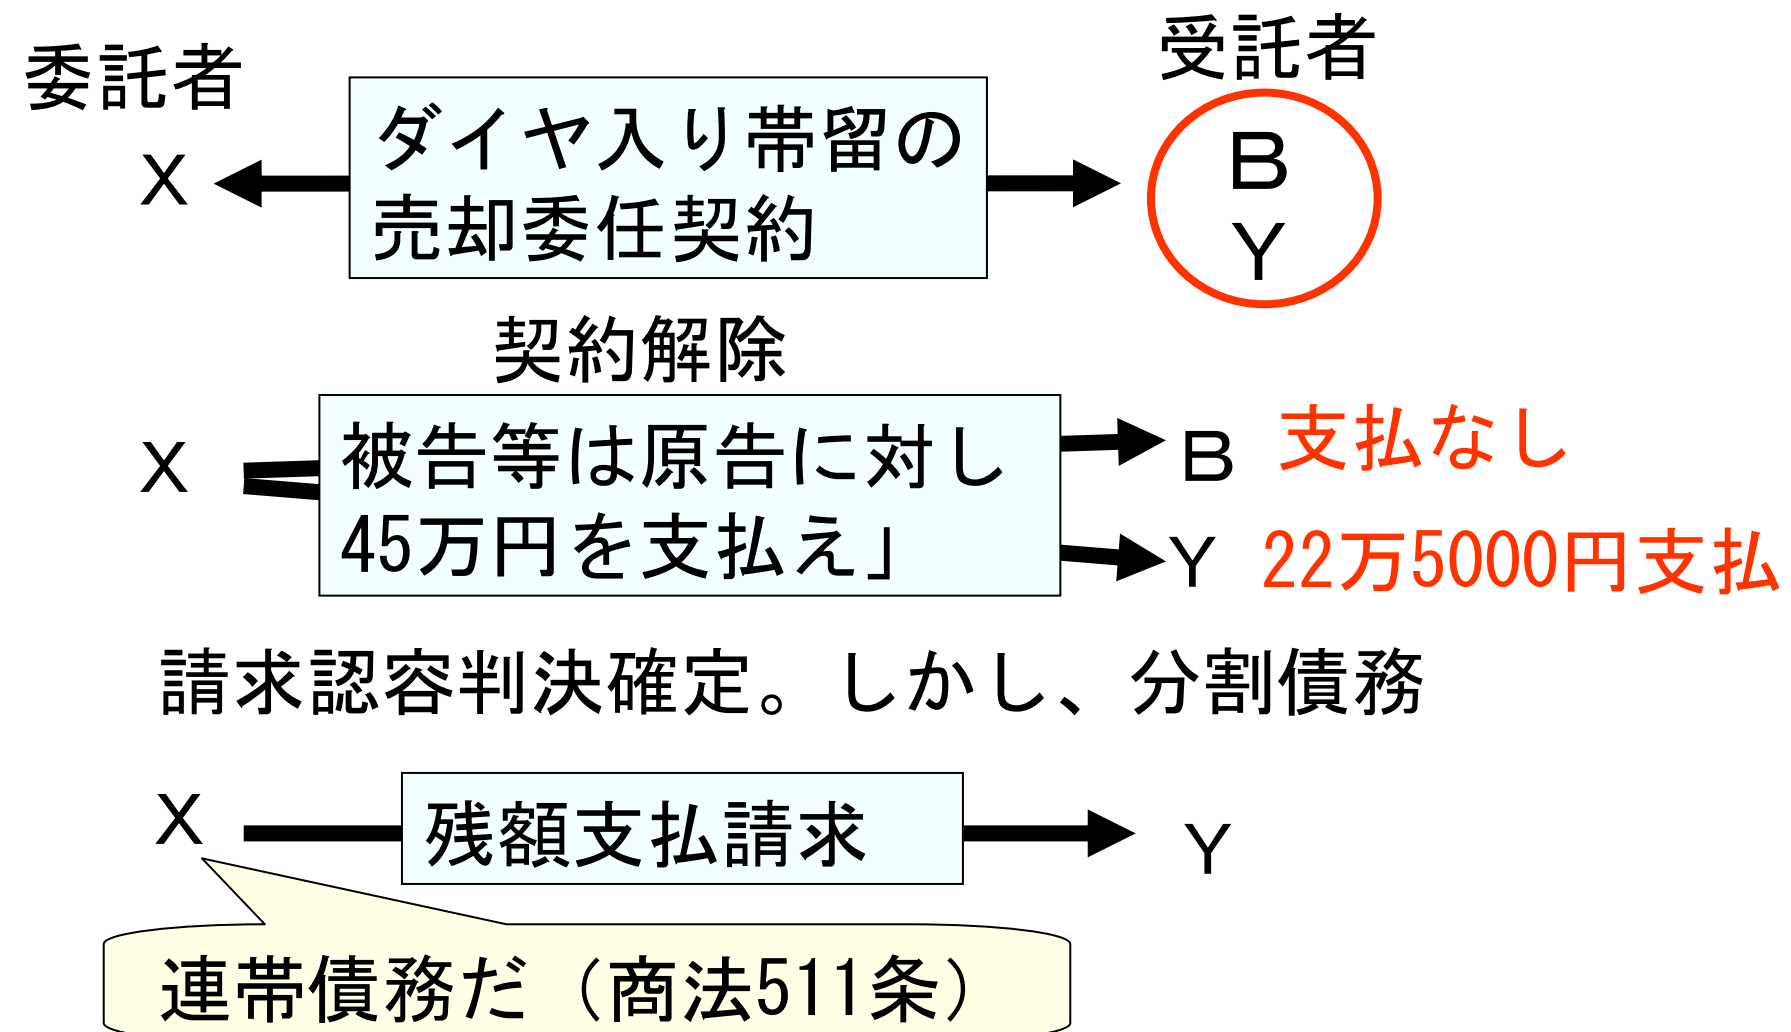 委託者
受託者
X
ダイヤ入り帯留の
売却委任契約
B
Y
契約解除
X
被告等は原告に対し
45万円を支払え」
B
支払なし
Y
22万5000円支払
請求認容判決確定。しかし、分割債務
X
残額支払請求
Y
連帯債務だ（商法511条）